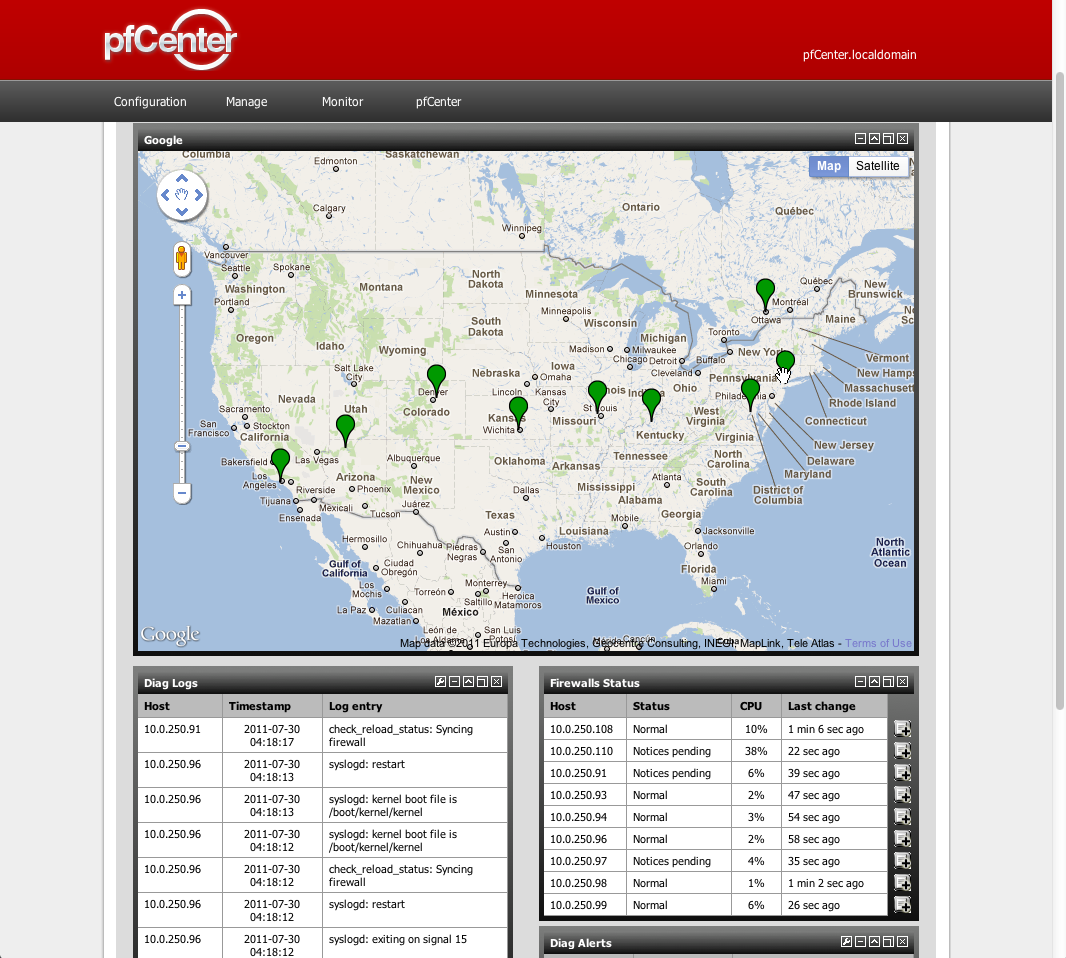 pfCenter
pfCenter.localdomain
Configuration Manage Monitor pfCenter
Google
Columbia
Edmonton
Saskatchewan
Map Satellite
Calgary
Ontario
Québec
Winnipeg
Vancouver
Seattle
Spokane
Washington
Portland
Montana
North Dakota
Minnesota
Minneapolis
Québec
Montréal
Ottawa
New Brunswick
Maine
Oregon
Idaho
Wyoming
South Dakota
Wisconsin
Michigan
Toronto
Madison
Milwaukee
Chicago
Detroit
Buffalo
New York
Cleveland
Vermont
New Hamps
Massachusett
Rhode Island
Connecticut
New Jersey
Delaware
Maryland
District of Columbia
Salt Lake City
Nebraska
Iowa
Omaha
Lincoln
Kansas City
Pennsylvania
Ohio
Nevada
Utah
Denver
Colorado
Kansas
Wichita
St Louis
Missouri
West Virginia
Virginia
Kentucky
Sacramento
Stockton
San Francisco
California
Bakersfield
Las Vegas
Los Angeles
Riverside
Arizona
Phoenix
Albuquerque
New Mexico
Oklahoma
Arkansas
Tennessee
North Carolina
South Carolina
Atlanta
Mississippi
Alabama
Georgia
Dallas
Texas
Louisiana
Mobile
Jacksonville
Tijuana
Mexicali
Ensenada
Tucson
Juárez
Austin
San Antonio
Houston
Orlando
Florida
Miami
Hermosillo
Chihuahua
Piedras Negras
Gulf of California
Ciudad Obregón
Los Mochis
Torreón
Monterrey
Saltillo
Heroica Matamoros
La Paz
Culiacan
Mazatlan
México
Gulf of Mexico
North Atlantic Ocean
León de Los Aldama
San Luis Potosí
Mérida
Cancún
Cuba
Google
Map data ©2011 Europa Technologies, Geocentre Consulting, INEGI, MapLink, Tele Atlas - Terms of Use
Diag Logs
Host Timestamp Log entry
10.0.250.91 2011-07-30 04:18:17 check_reload_status: Syncing firewall
10.0.250.96 2011-07-30 04:18:13 syslogd: restart
10.0.250.96 2011-07-30 04:18:13 syslogd: kernel boot file is /boot/kernel/kernel
10.0.250.96 2011-07-30 04:18:12 syslogd: kernel boot file is /boot/kernel/kernel
10.0.250.96 2011-07-30 04:18:12 check_reload_status: Syncing firewall
10.0.250.96 2011-07-30 04:18:12 syslogd: restart
10.0.250.96 2011-07-30 04:18:12 syslogd: exiting on signal 15
Firewalls Status
Host Status CPU Last change
10.0.250.108 Normal 10% 1 min 6 sec ago
10.0.250.110 Notices pending 38% 22 sec ago
10.0.250.91 Notices pending 6% 39 sec ago
10.0.250.93 Normal 2% 47 sec ago
10.0.250.94 Normal 3% 54 sec ago
10.0.250.96 Normal 2% 58 sec ago
10.0.250.97 Notices pending 4% 35 sec ago
10.0.250.98 Normal 1% 1 min 2 sec ago
10.0.250.99 Normal 6% 26 sec ago
Diag Alerts